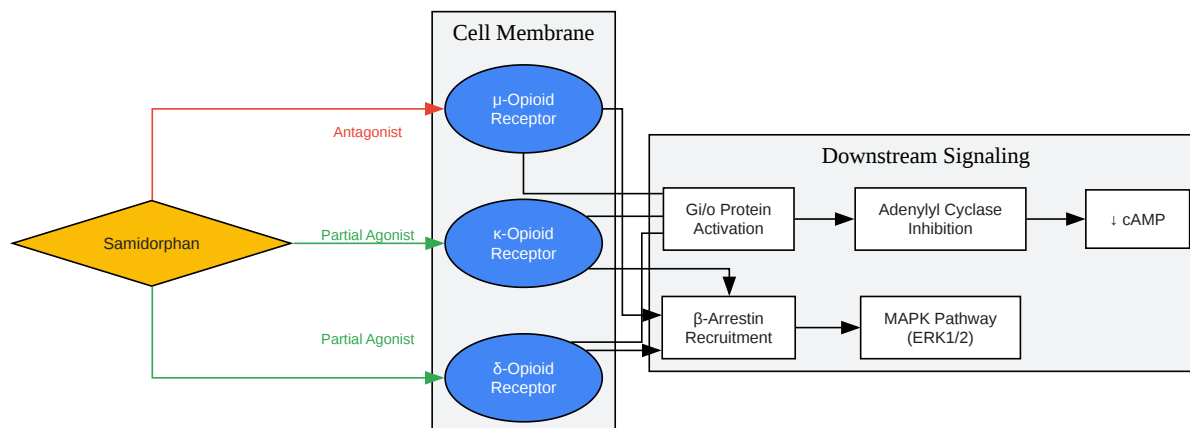 Cell Membrane
μ-Opioid
Receptor
Antagonist
Downstream Signaling
Gi/o Protein
Activation
Adenylyl Cyclase
Inhibition
↓ cAMP
Samidorphan
Partial Agonist
κ-Opioid
Receptor
β-Arrestin
Recruitment
MAPK Pathway
(ERK1/2)
Partial Agonist
δ-Opioid
Receptor